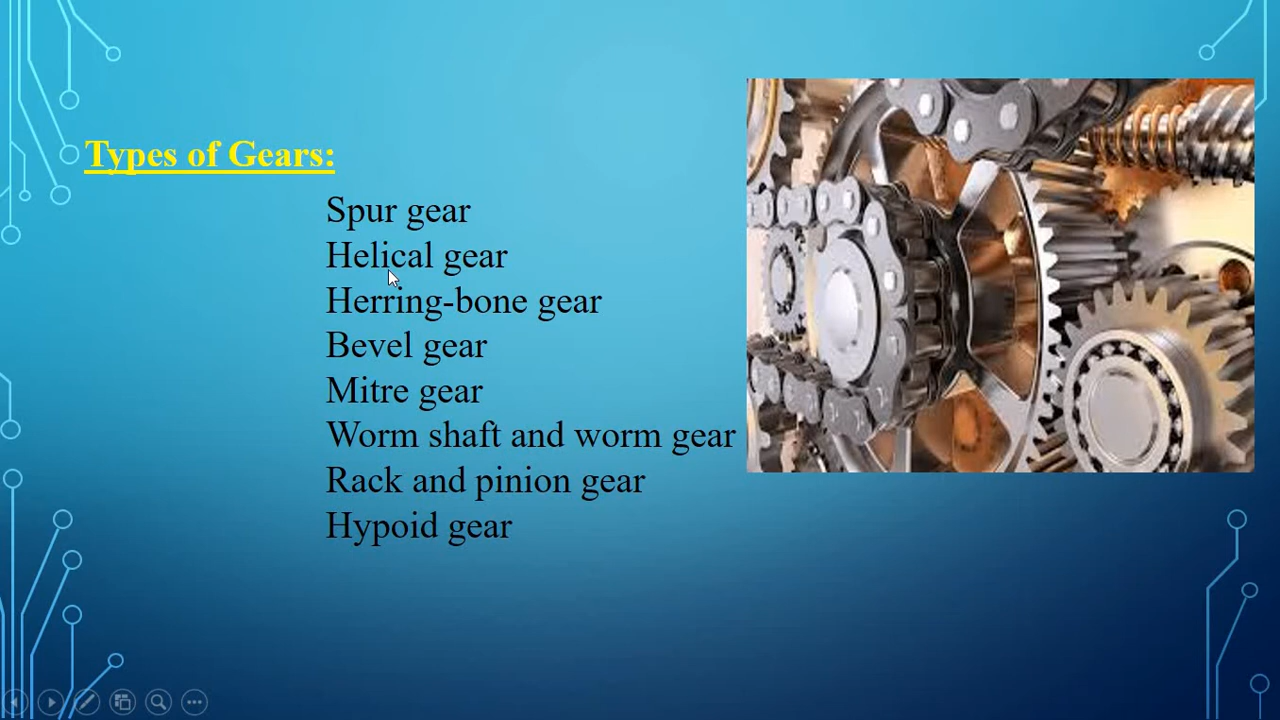 Types of Gears:
Spur gear
Helical gear
Herring-bone gear
Bevel gear
Mitre gear
Worm shaft and worm gear
Rack and pinion gear
Hypoid gear